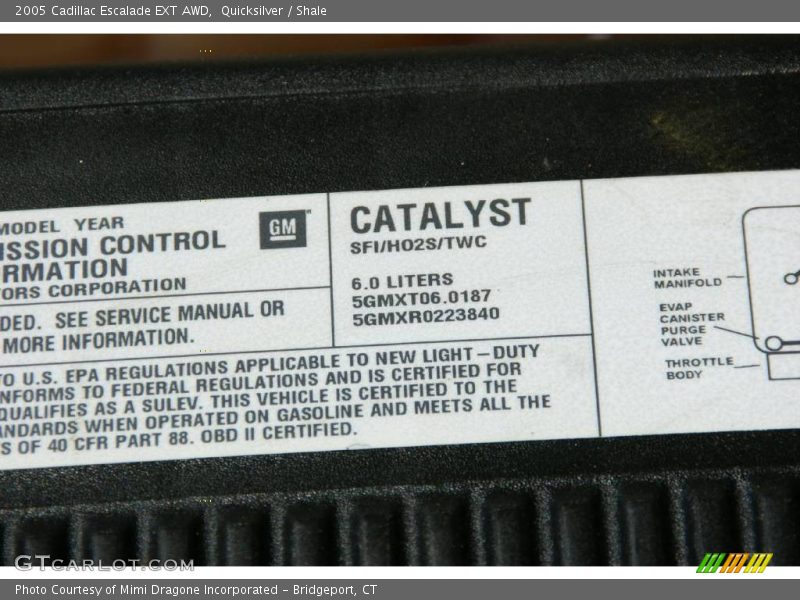 2005 Cadillac Escalade EXT AWD, Quicksilver / Shale
MODEL YEAR
ISSION CONTROL
RMATION
ORS CORPORATION
GM
CATALYST
SFI/HO2S/TWC
6.0 LITERS
5GMXT06.0187
5GMXR0223840
DED. SEE SERVICE MANUAL OR
MORE INFORMATION.
TO U.S. EPA REGULATIONS APPLICABLE TO NEW LIGHT-DUTY
NFORMS TO FEDERAL REGULATIONS AND IS CERTIFIED FOR
QUALIFIES AS A SULEV. THIS VEHICLE IS CERTIFIED TO THE
ANDARDS WHEN OPERATED ON GASOLINE AND MEETS ALL THE
S OF 40 CFR PART 88. OBD II CERTIFIED.
INTAKE
MANIFOLD
EVAP
CANISTER
PURGE
VALVE
THROTTLE
BODY
GTCARLOT.COM
Photo Courtesy of Mimi Dragone Incorporated - Bridgeport, CT